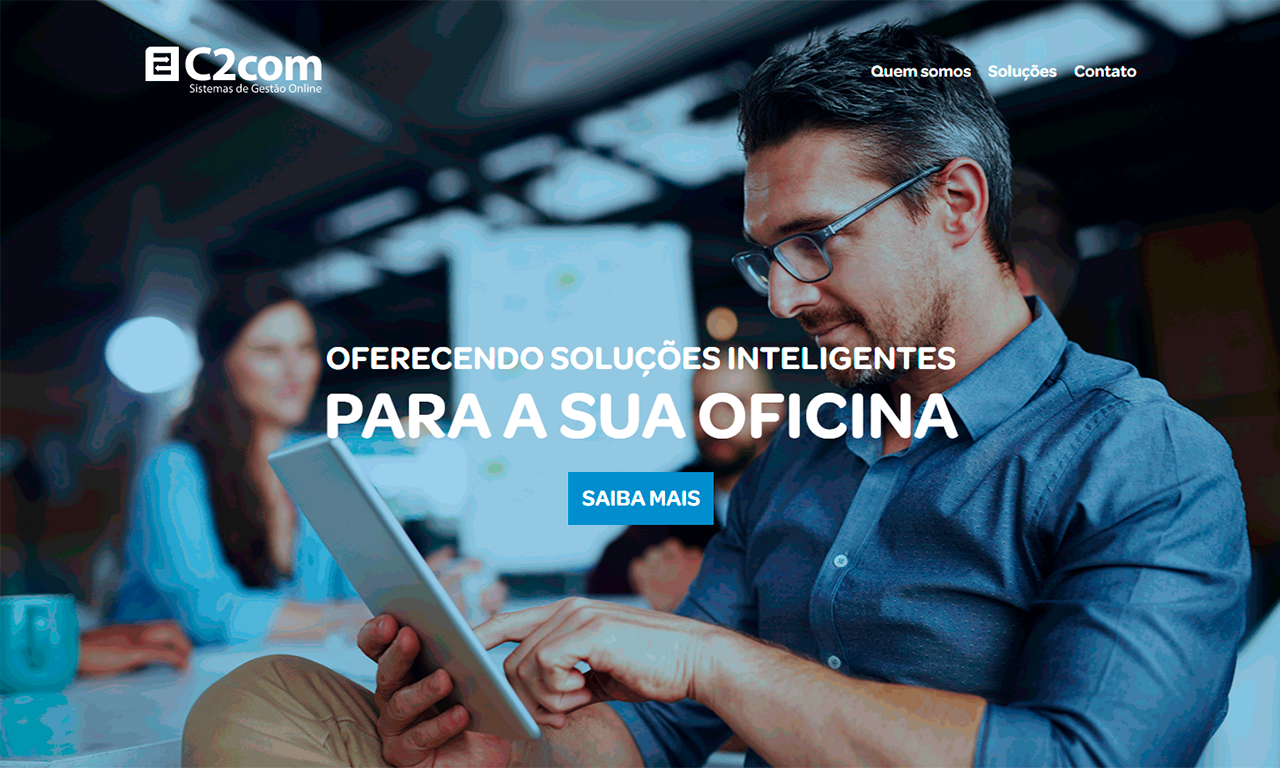 C2com
Sistemas de Gestão Online
Quem somos Soluções Contato
OFERECENDO SOLUÇÕES INTELIGENTES
PARA A SUA OFICINA
SAIBA MAIS